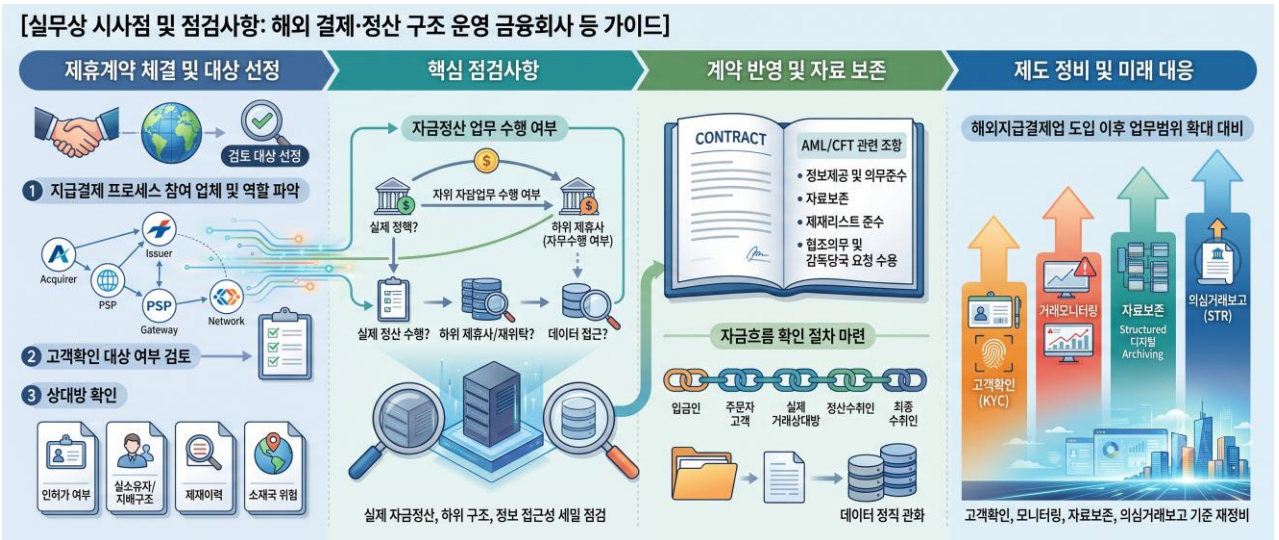 [실무상 시사점 및 점검사항: 해외 결제·정산 구조 운영 금융회사 등 가이드]
제휴계약 체결 및 대상 선정
검토 대상 선정
1 지급결제 프로세스 참여 업체 및 역할 파악
Issuer
Acquirer
PSP
PSP
Gateway
Network
2 고객확인 대상 여부 검토
3 상대방 확인
인허가 여부
실소유자/
지배구조
제재이력
소재국 위험
핵심 점검사항
자금정산 업무 수행 여부
자위 자담업무 수행 여부
실제 정핵?
하위 제휴사
(자무수행 여부)
실제 정산 수행?
하위 제휴사/재위탁?
데이터 접근?
실제 자금정산, 하위 구조, 정보 접근성 세밀 점검
계약 반영 및 자료 보존
CONTRACT
AML/CFT 관련 조항
• 정보제공 및 의무준수
• 자료보존
• 제재리스트 준수
• 협조의무 및
감독당국 요청 수용
자금흐름 확인 절차 마련
입금인
주문자
고객
실제
거래상대방
정산수취인
최종
수취인
데이터 정직 관화
제도 정비 및 미래 대응
해외지급결제업 도입 이후 업무범위 확대 대비
고객확인
(KYC)
거래모니터링
자료보존
Structured
디지털
Archiving
의심거래보고
(STR)
고객확인, 모니터링, 자료보존, 의심거래보고 기준 재정비